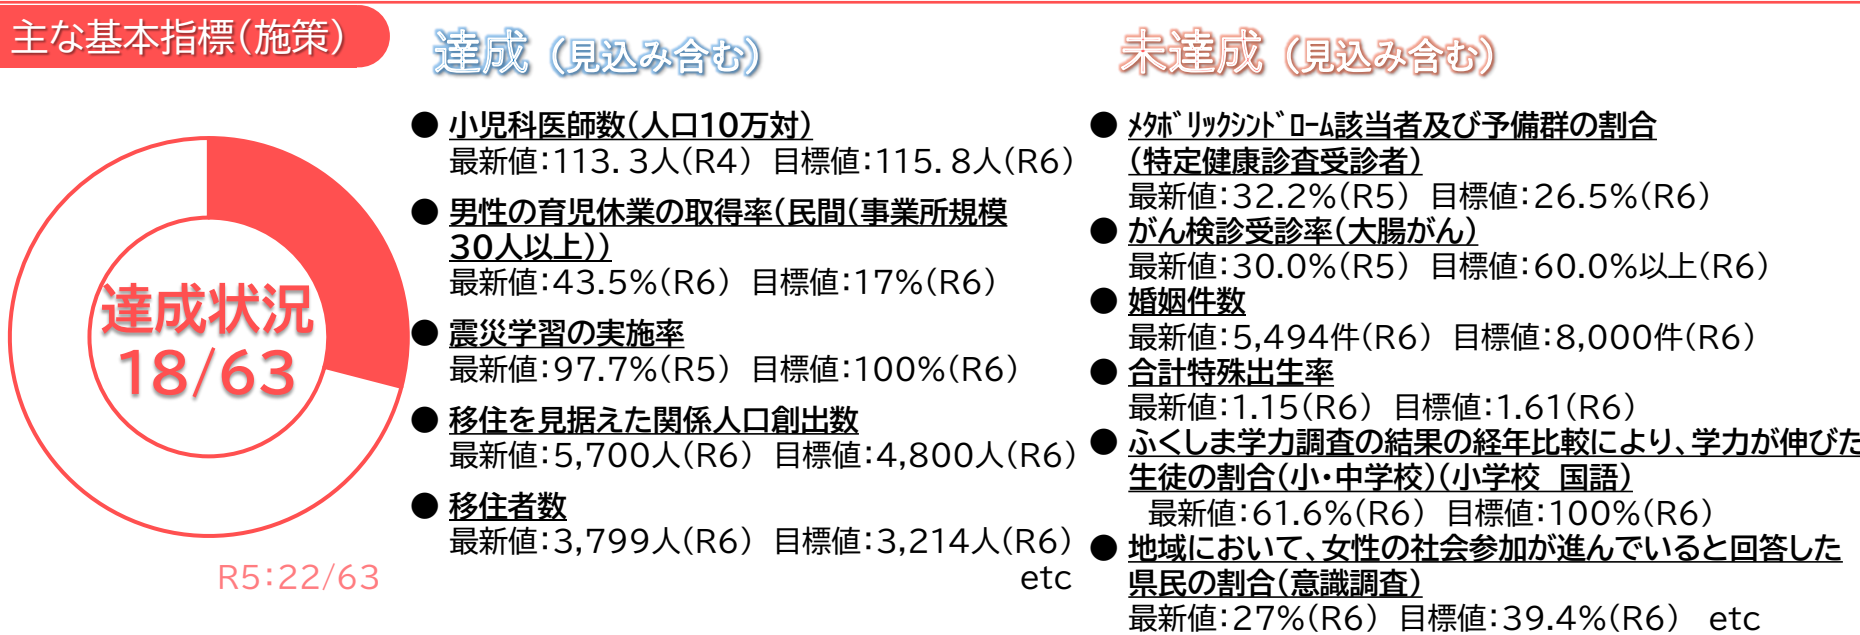 主な基本指標(施策)
達成(見込み含む)
未達成(見込み含む)
達成状況
18/63
R5:22/63
● 小児科医師数(人口10万対)
最新値:113.3人(R4) 目標値:115.8人(R6)
● 男性の育児休業の取得率(民間(事業所規模
30人以上))
最新値:43.5%(R6) 目標値:17%(R6)
● 震災学習の実施率
最新値:97.7%(R5) 目標値:100%(R6)
● 移住を見据えた関係人口創出数
最新値:5,700人(R6) 目標値:4,800人(R6)
● 移住者数
最新値:3,799人(R6) 目標値:3,214人(R6)
etc
● メタボリックシンドローム該当者及び予備群の割合
(特定健康診査受診者)
最新値:32.2%(R5) 目標値:26.5%(R6)
● がん検診受診率(大腸がん)
最新値:30.0%(R5) 目標値:60.0%以上(R6)
● 婚姻件数
最新値:5,494件(R6) 目標値:8,000件(R6)
● 合計特殊出生率
最新値:1.15(R6) 目標値:1.61(R6)
● ふくしま学力調査の結果の経年比較により、学力が伸びた
生徒の割合(小・中学校)(小学校 国語)
最新値:61.6%(R6) 目標値:100%(R6)
● 地域において、女性の社会参加が進んでいると回答した
県民の割合(意識調査)
最新値:27%(R6) 目標値:39.4%(R6) etc